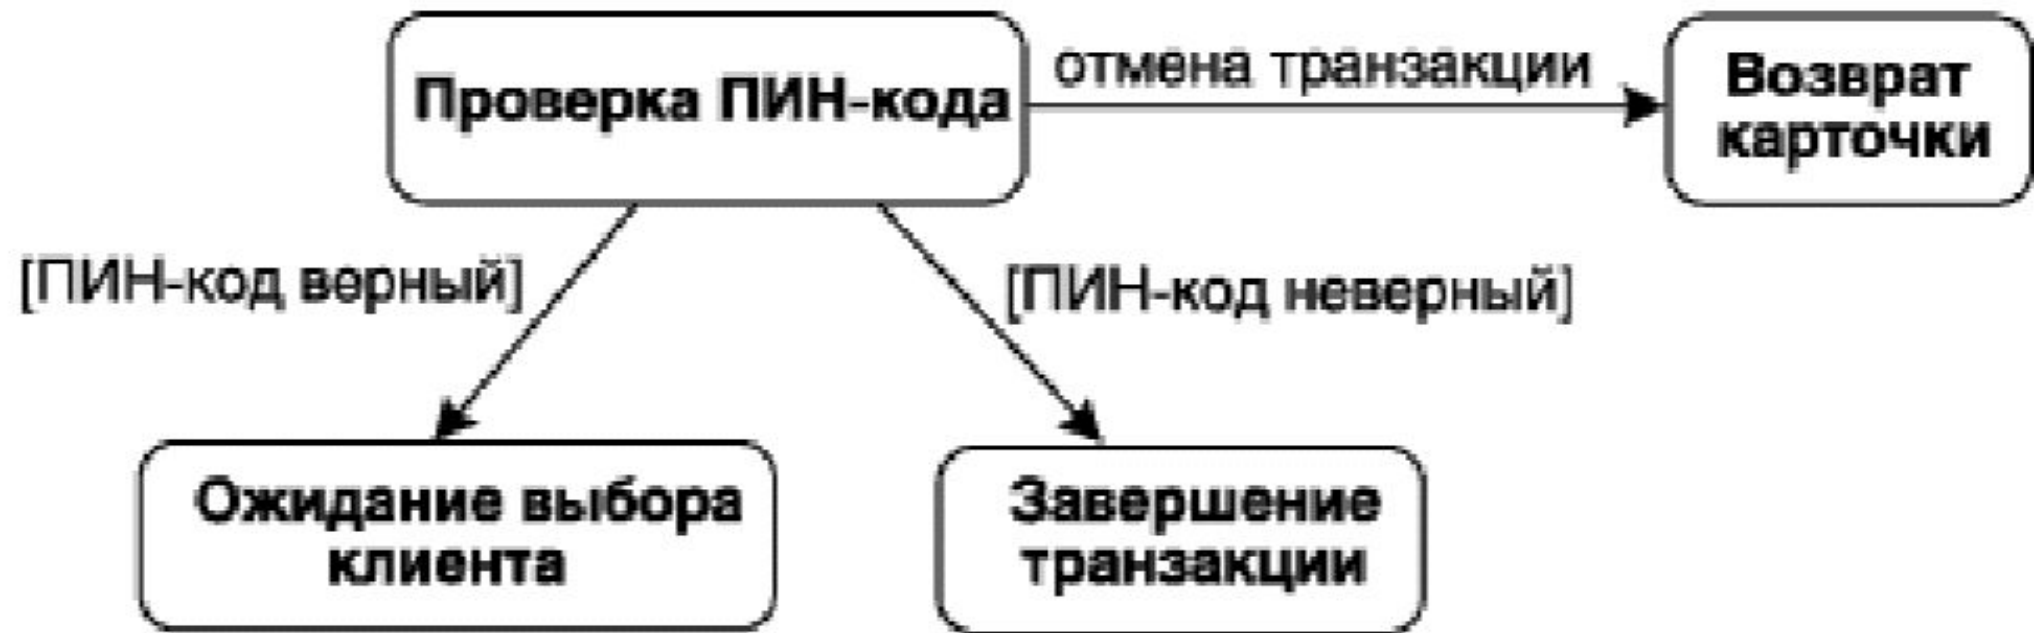 Проверка ПИН-кода
отмена транзакции
Возврат
карточки
[ПИН-код верный]
[ПИН-код неверный]
Ожидание выбора
клиента
Завершение
транзакции